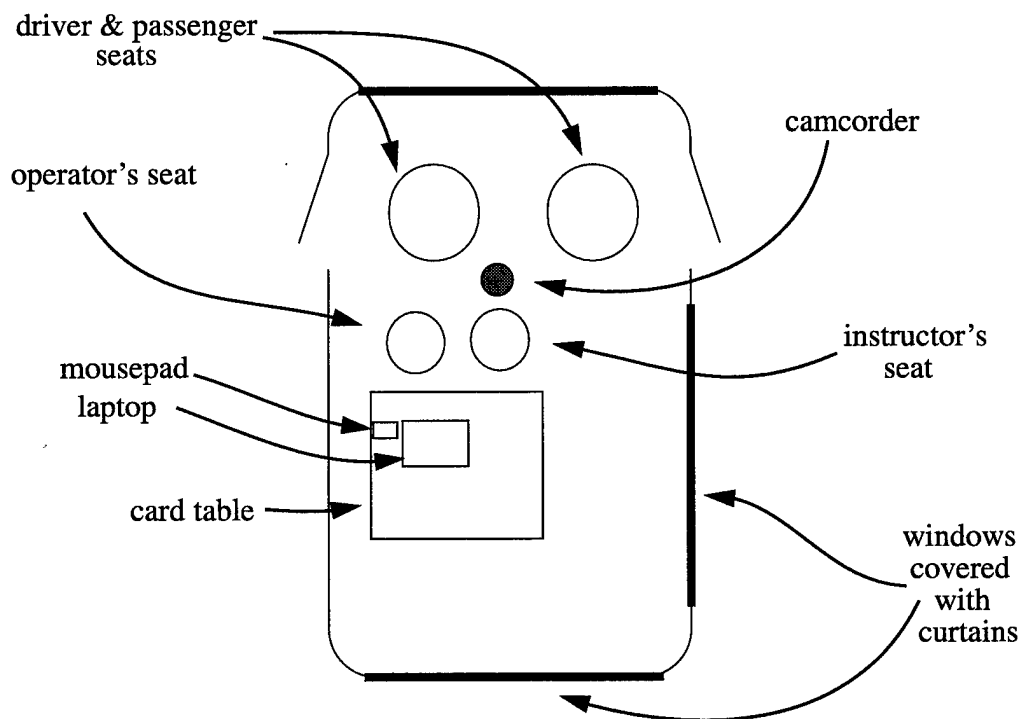 driver & passenger
seats
camcorder
operator's seat
instructor's
seat
mousepad
laptop
card table
windows
covered
with
curtains